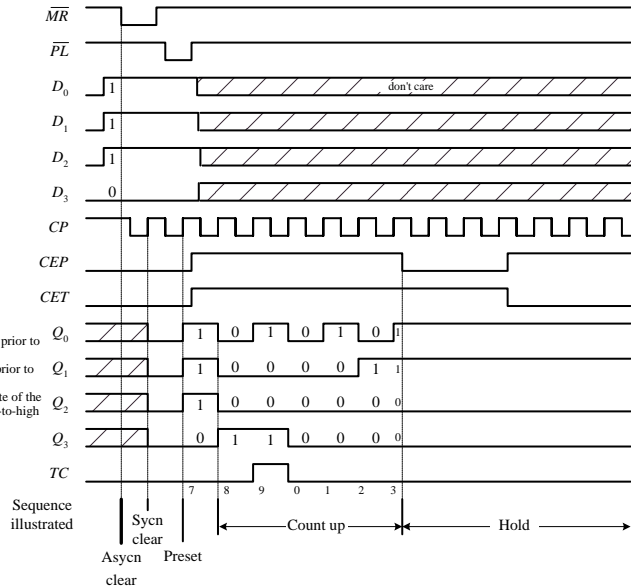 MR
PL
D0 1 don't care
D1 1
D2 1
D3 0
CP
CEP
CET
prior to Q0 1 0 1 0 1 0 1
prior to Q1 1 0 0 0 0 1 1
te of the
-to-high Q2 1 0 0 0 0 0 0
Q3 0 1 1 0 0 0 0
TC
7 8 9 0 1 2 3
Sequence
illustrated
Asycn
clear
Sycn
clear
Preset
Count up
Hold